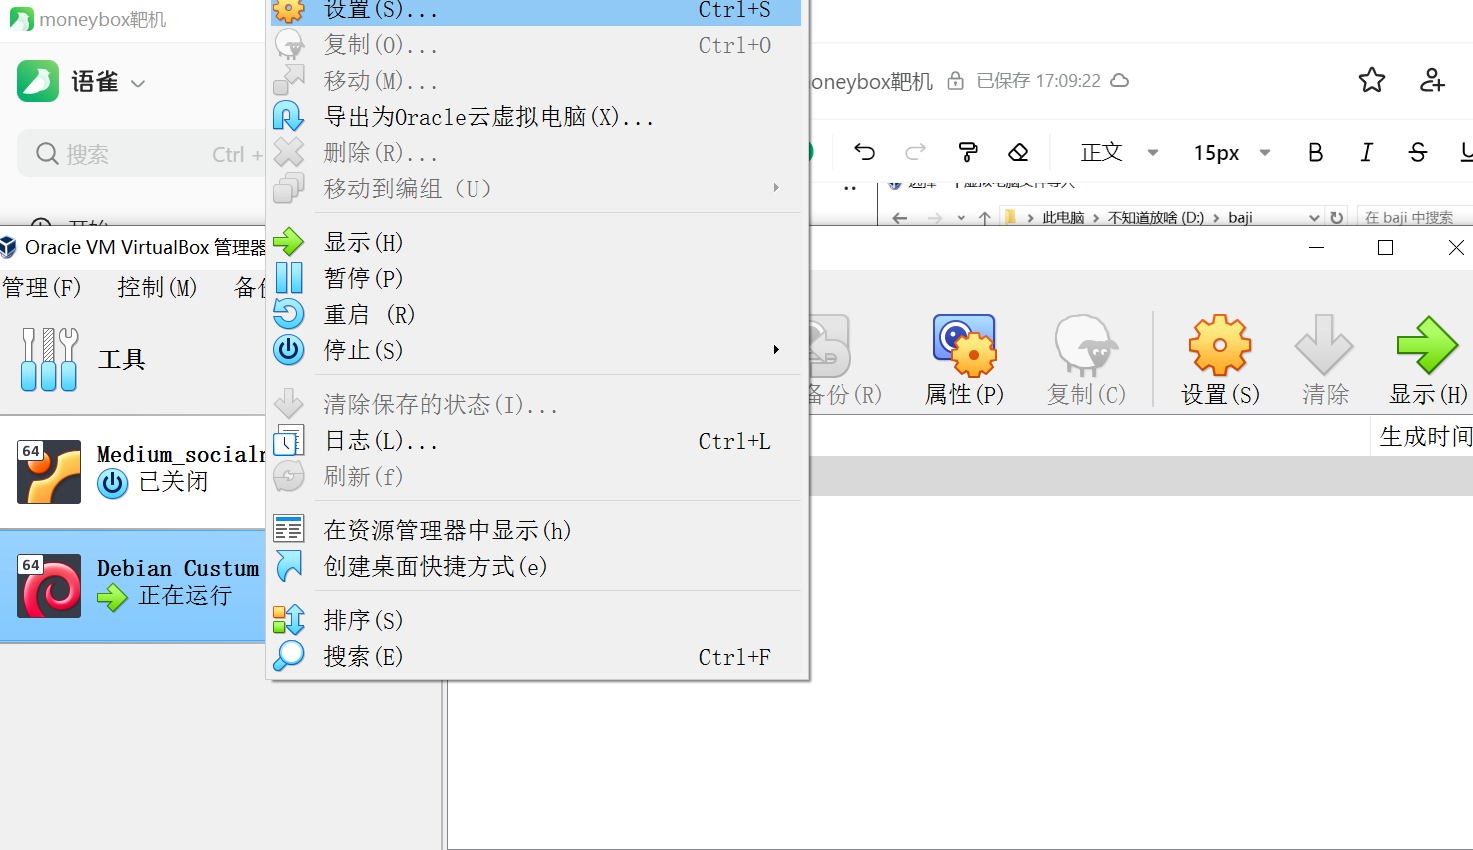 moneybox靶机
语雀
搜索 Ctrl +
开始
oneybox靶机 已保存 17:09:22
正文 15px B I S U
此电脑 不知道放啥 (D:) baji 在 baji 中搜索
Oracle VM VirtualBox 管理器
管理(F) 控制(M) 备份
工具
Medium_socialn
64
已关闭
Debian Custum
64
正在运行
设置(S)... Ctrl+S
复制(O)... Ctrl+O
移动(M)...
导出为Oracle云虚拟电脑(X)...
删除(R)...
移动到编组（U）
显示(H)
暂停(P)
重启 (R)
停止(S)
清除保存的状态(I)...
日志(L)... Ctrl+L
刷新(f)
在资源管理器中显示(h)
创建桌面快捷方式(e)
排序(S)
搜索(E) Ctrl+F
备份(R) 属性(P) 复制(C) 设置(S) 清除 显示(H)
生成时间